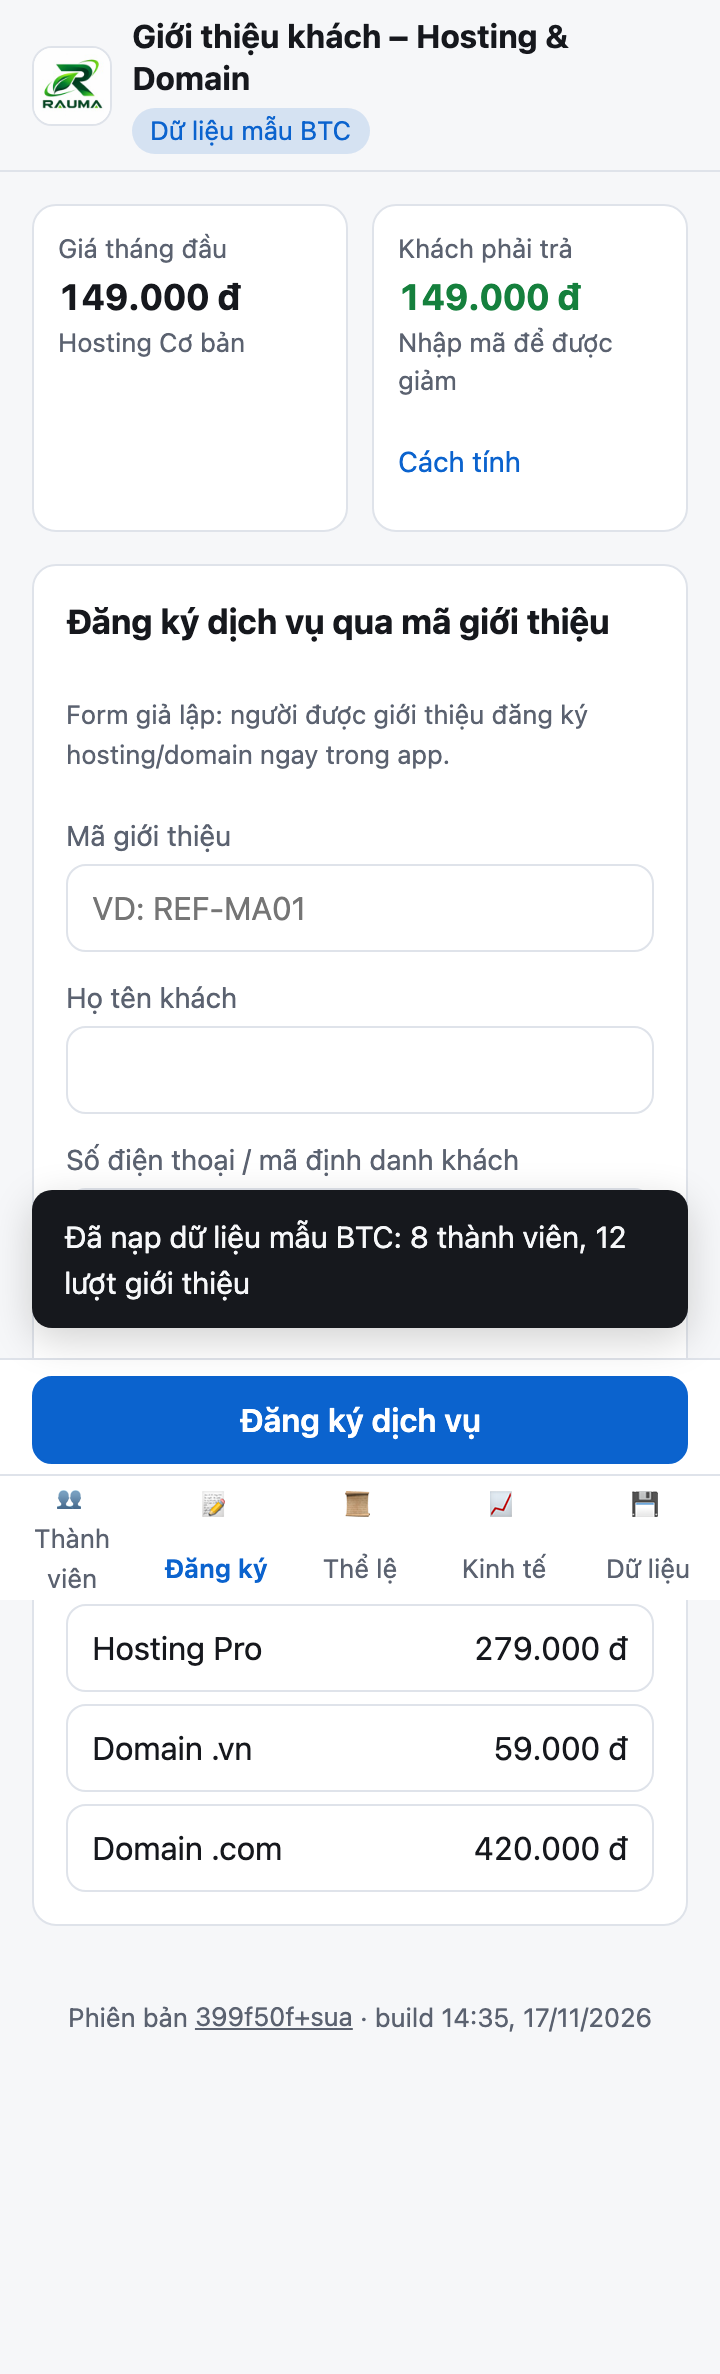 RAUMA
Giới thiệu khách – Hosting &
Domain
Dữ liệu mẫu BTC
Giá tháng đầu
149.000 đ
Hosting Cơ bản
Khách phải trả
149.000 đ
Nhập mã để được
giảm
Cách tính
Đăng ký dịch vụ qua mã giới thiệu
Form giả lập: người được giới thiệu đăng ký
hosting/domain ngay trong app.
Mã giới thiệu
VD: REF-MA01
Họ tên khách
Số điện thoại / mã định danh khách
Đã nạp dữ liệu mẫu BTC: 8 thành viên, 12
lượt giới thiệu
Đăng ký dịch vụ
Thành
viên
Đăng ký
Thể lệ
Kinh tế
Dữ liệu
Hosting Pro 279.000 đ
Domain .vn 59.000 đ
Domain .com 420.000 đ
Phiên bản 399f50f+sua · build 14:35, 17/11/2026